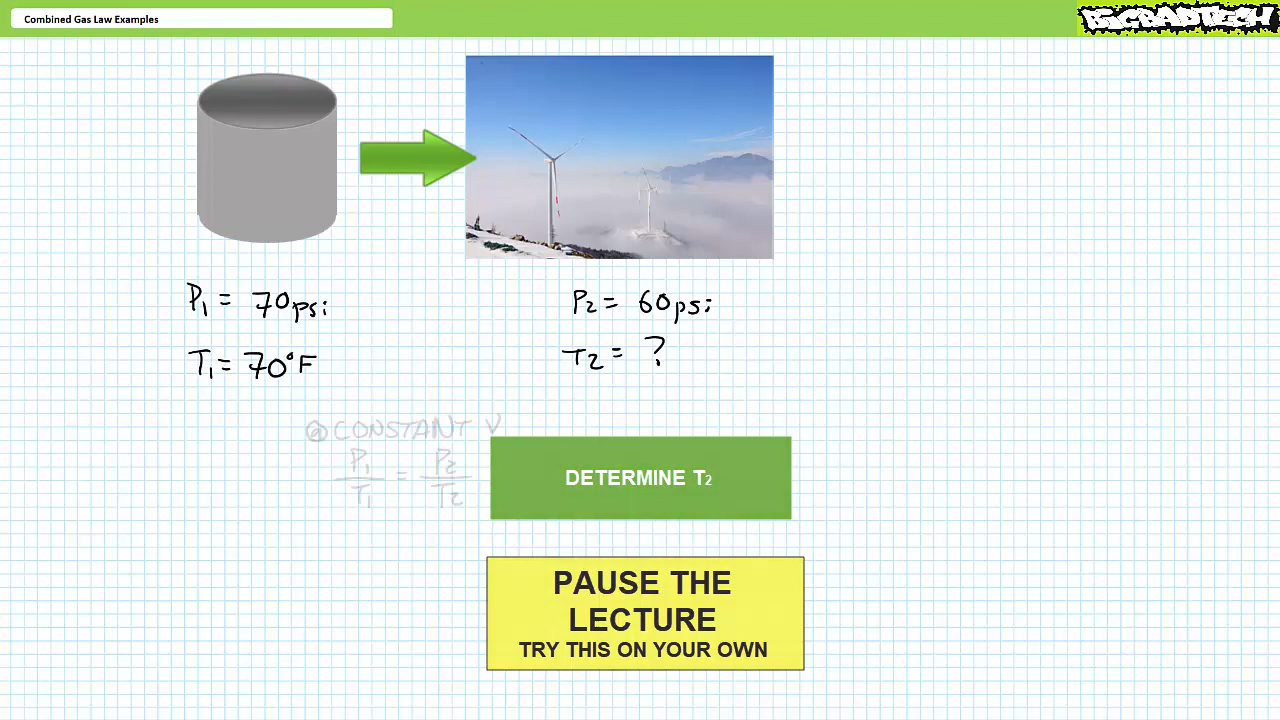 Combined Gas Law Examples
BIGBADTECH
P₁ = 70psi
T₁ = 70°F
P₂ = 60psi
T₂ = ?
@ CONSTANT V
P₁/T₁ = P₂/T₂
DETERMINE T₂
PAUSE THE
LECTURE
TRY THIS ON YOUR OWN